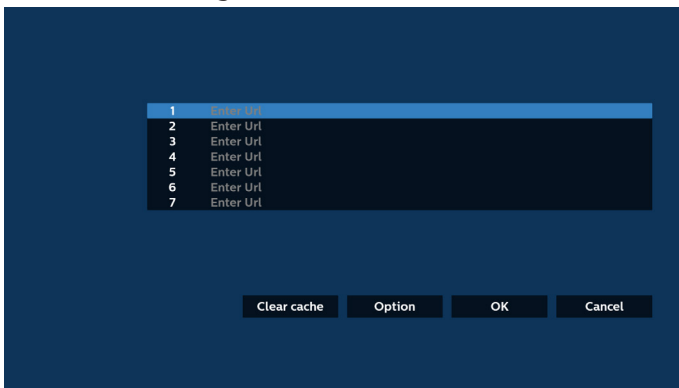 1 Enter Url
2 Enter Url
3 Enter Url
4 Enter Url
5 Enter Url
6 Enter Url
7 Enter Url
Clear cache Option OK Cancel